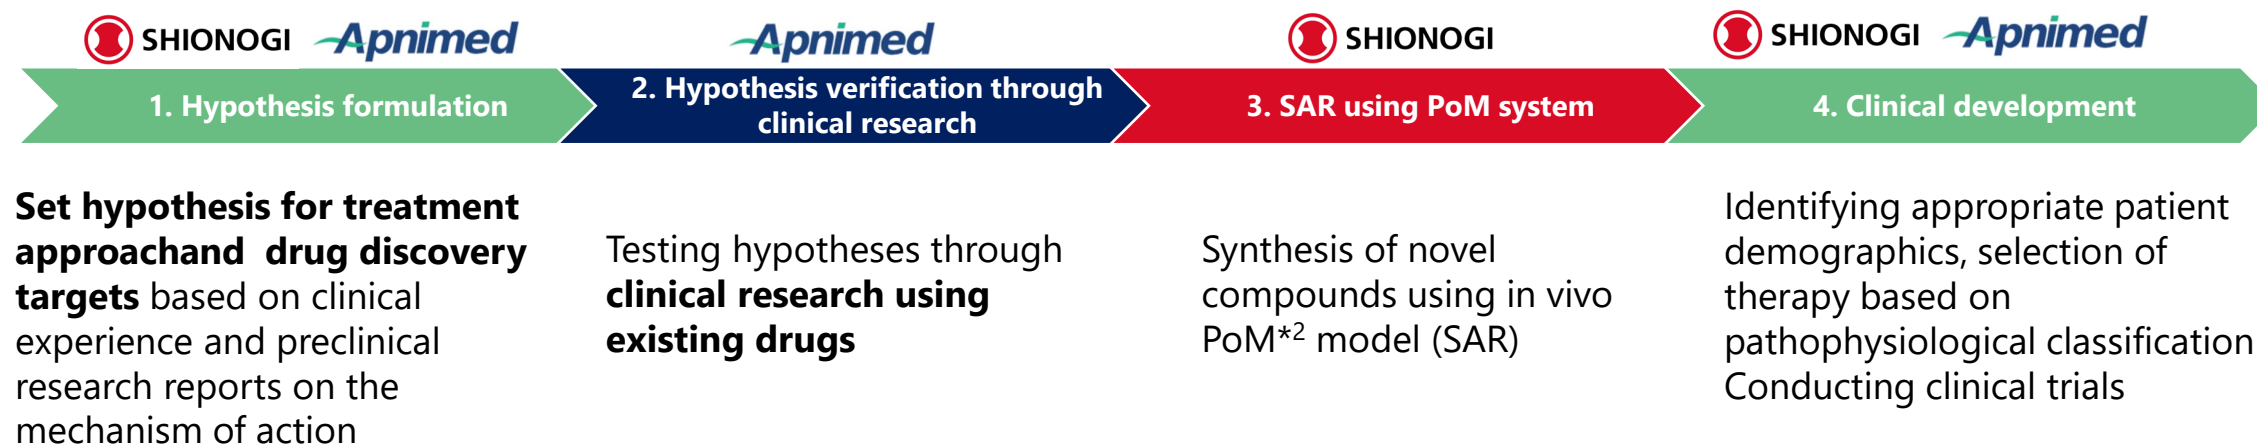 SHIONOGI Apnimed
1. Hypothesis formulation
Set hypothesis for treatment
approachand  drug discovery
targets based on clinical
experience and preclinical
research reports on the
mechanism of action
Apnimed
2. Hypothesis verification through
clinical research
Testing hypotheses through
clinical research using
existing drugs
SHIONOGI
3. SAR using PoM system
Synthesis of novel
compounds using in vivo
PoM*2 model (SAR)
SHIONOGI Apnimed
4. Clinical development
Identifying appropriate patient
demographics, selection of
therapy based on
pathophysiological classification
Conducting clinical trials